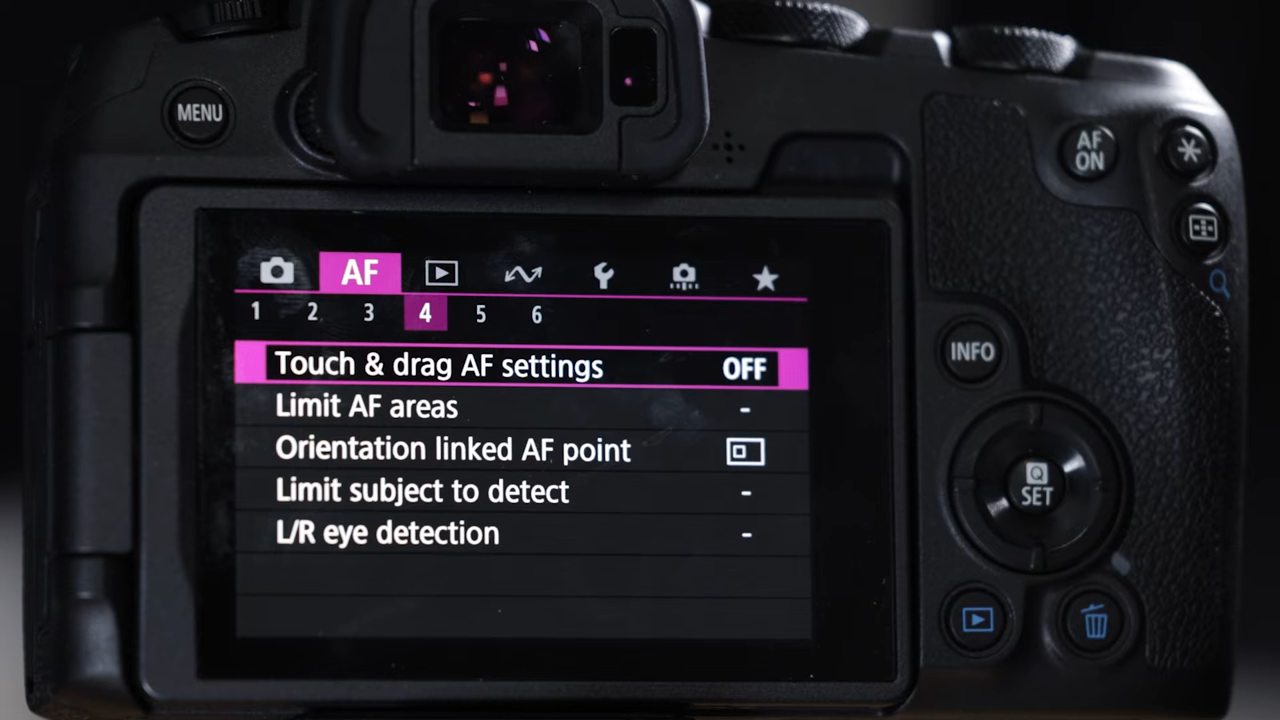 MENU
AF ON
AF
1 2 3 4 5 6
Touch & drag AF settings OFF
Limit AF areas -
Orientation linked AF point
Limit subject to detect -
L/R eye detection -
INFO
Q
SET